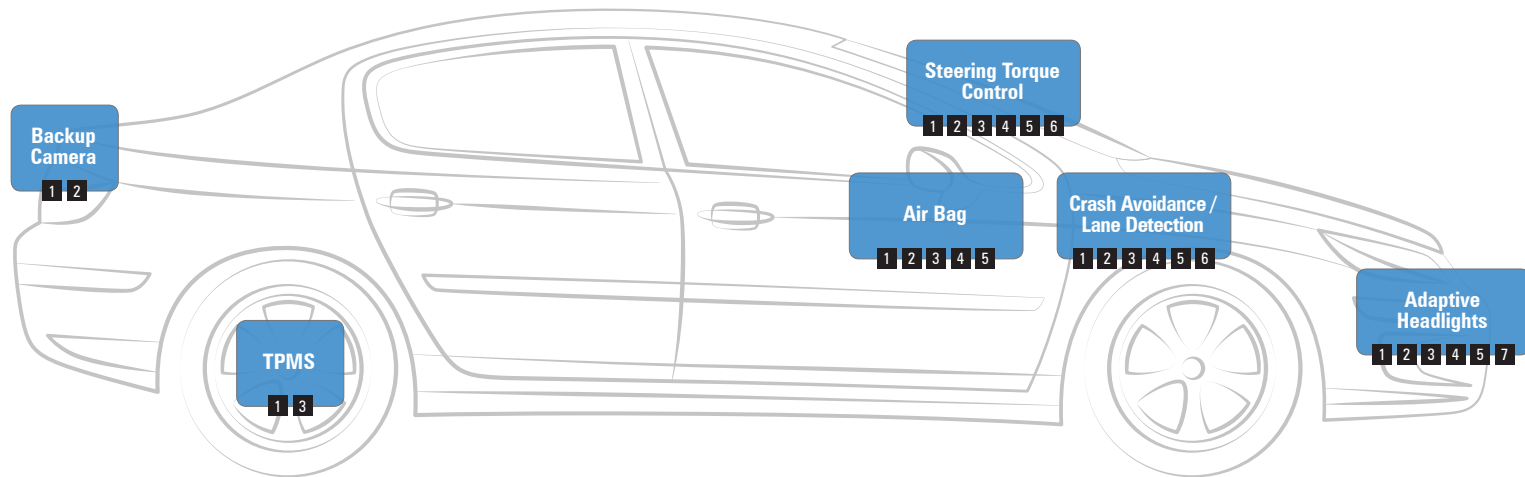 Steering Torque
Control
1 2 3 4 5 6
Backup
Camera
1 2
Air Bag
1 2 3 4 5
Crash Avoidance /
Lane Detection
1 2 3 4 5 6
Adaptive
Headlights
1 2 3 4 5 7
TPMS
1 3